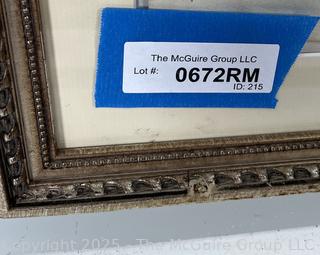 The McGuire Group LLC
Lot #: 0672RM
ID: 215
Copyright 2025 - The McGuire Group LLC